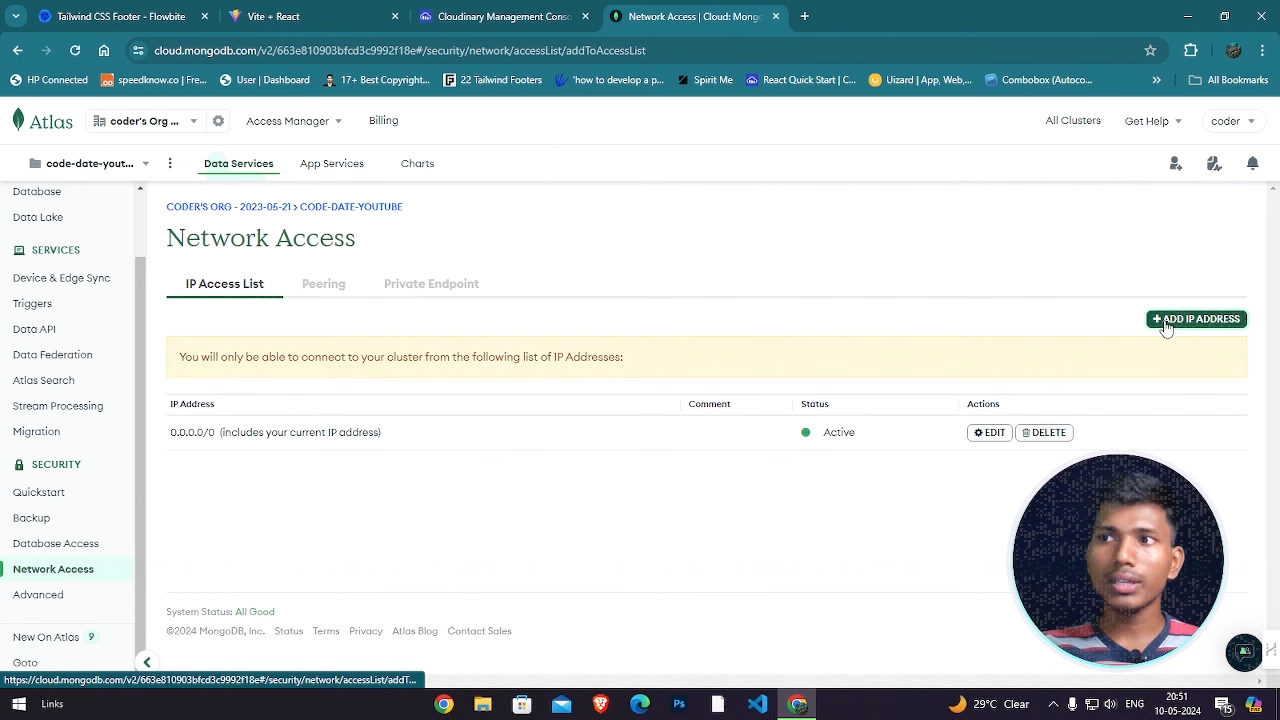 Tailwind CSS Footer - Flowbite
Vite + React
Cloudinary Management Conso
Network Access | Cloud: Mong
cloud.mongodb.com/v2/663e810903bfcd3c9992f18e#/security/network/accessList/addToAccessList
HP Connected
speedknow.co | Fre...
User | Dashboard
17+ Best Copyright...
22 Tailwind Footers
'how to develop a p...
Spirit Me
React Quick Start | C...
Uizard | App, Web,...
Combobox (Autoco...
»
All Bookmarks
Atlas
coder's Org ...
Access Manager
Billing
All Clusters
Get Help
coder
code-date-yout...
Data Services
App Services
Charts
Database
Data Lake
SERVICES
Device & Edge Sync
Triggers
Data API
Data Federation
Atlas Search
Stream Processing
Migration
SECURITY
Quickstart
Backup
Database Access
Network Access
Advanced
New On Atlas 9
Goto
CODER'S ORG - 2023-05-21 > CODE-DATE-YOUTUBE
Network Access
IP Access List
Peering
Private Endpoint
+ ADD IP ADDRESS
You will only be able to connect to your cluster from the following list of IP Addresses:
IP Address
Comment
Status
Actions
0.0.0.0/0 (includes your current IP address)
Active
EDIT
DELETE
System Status: All Good
©2024 MongoDB, Inc. Status Terms Privacy Atlas Blog Contact Sales
https://cloud.mongodb.com/v2/663e810903bfcd3c9992f18e#/security/network/accessList/addT...
Links
Ps
29°C Clear
ENG
20:51
10-05-2024